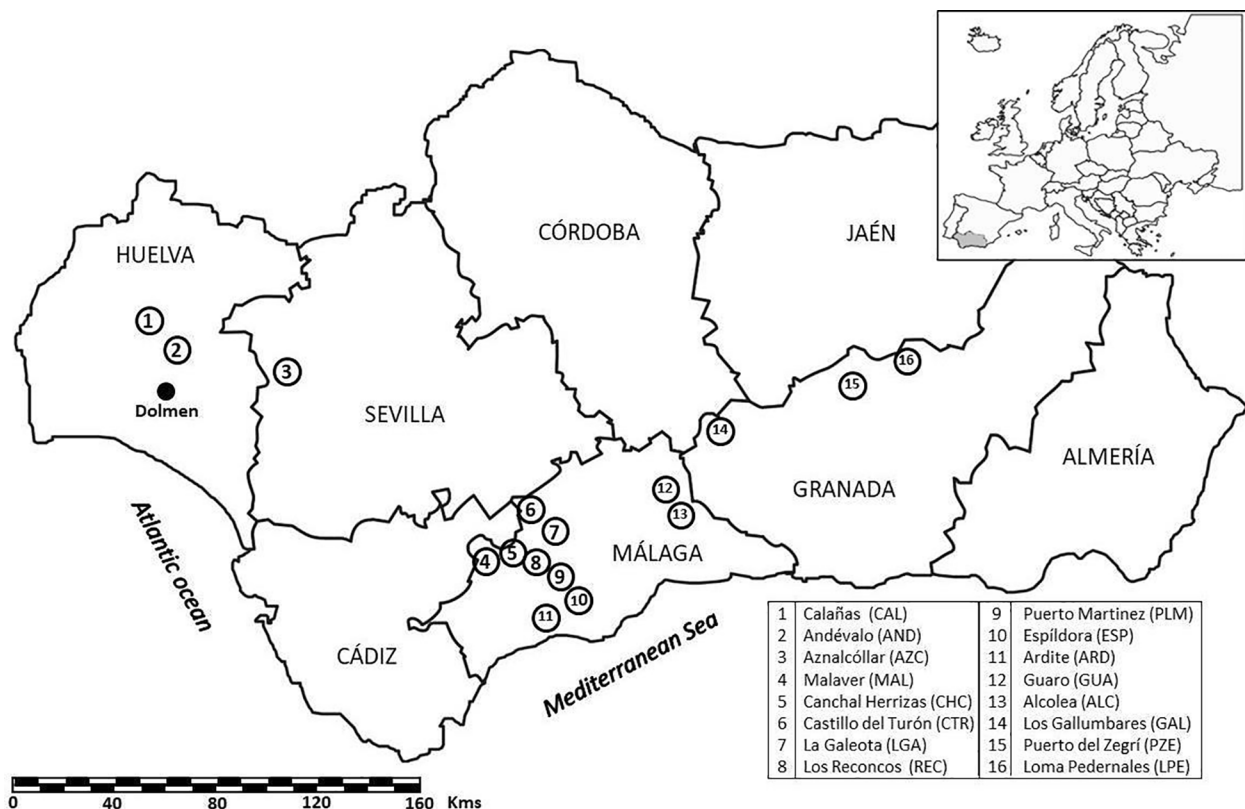 CÓRDOBA
JAÉN
HUELVA
1
2
3
Dolmen
SEVILLA
16
15
14
ALMERÍA
GRANADA
12
13
6
7
MÁLAGA
4
5
8
9
10
11
CÁDIZ
Atlantic ocean
Mediterranean Sea
1 Calañas (CAL)
2 Andévalo (AND)
3 Aznalcóllar (AZC)
4 Malaver (MAL)
5 Canchal Herrizas (CHC)
6 Castillo del Turón (CTR)
7 La Galeota (LGA)
8 Los Reconcos (REC)
9 Puerto Martinez (PLM)
10 Espíldora (ESP)
11 Ardite (ARD)
12 Guaro (GUA)
13 Alcolea (ALC)
14 Los Gallumbares (GAL)
15 Puerto del Zegrí (PZE)
16 Loma Pedernales (LPE)
0 40 80 120 160
Kms